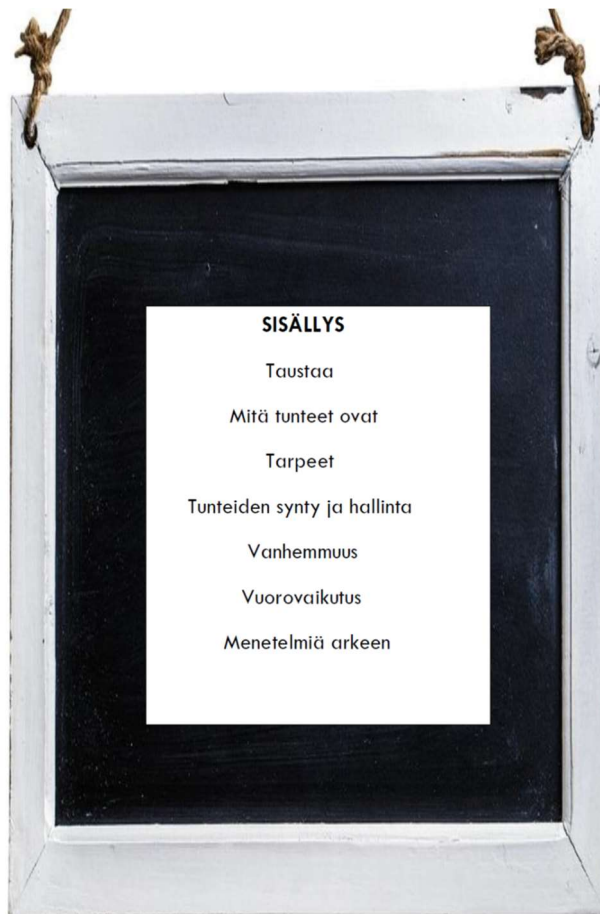 SISÄLLYS
Taustaa
Mitä tunteet ovat
Tarpeet
Tunteiden synty ja hallinta
Vanhemmuus
Vuorovaikutus
Menetelmiä arkeen